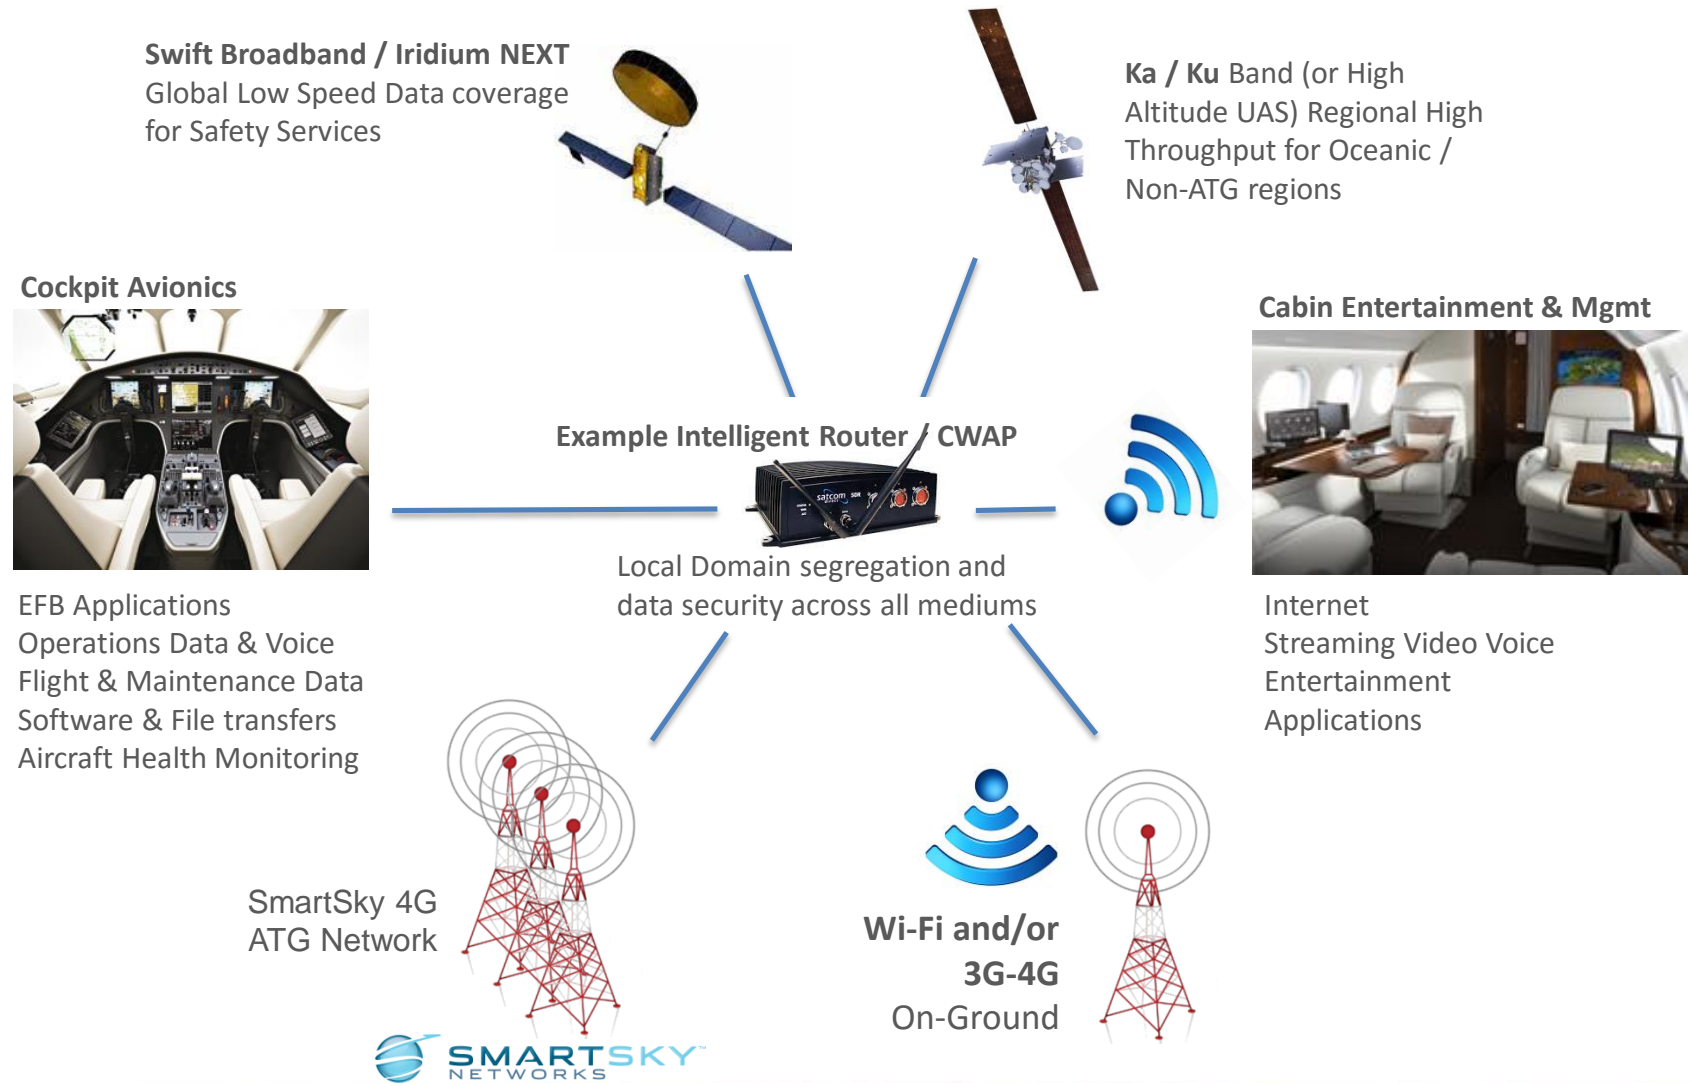 Swift Broadband / Iridium NEXT
Global Low Speed Data coverage
for Safety Services
Ka / Ku Band (or High
Altitude UAS) Regional High
Throughput for Oceanic /
Non-ATG regions
Cockpit Avionics
Cabin Entertainment & Mgmt
Example Intelligent Router / CWAP
satcom
SDR
Local Domain segregation and
data security across all mediums
EFB Applications
Operations Data & Voice
Flight & Maintenance Data
Software & File transfers
Aircraft Health Monitoring
Internet
Streaming Video Voice
Entertainment
Applications
SmartSky 4G
ATG Network
Wi-Fi and/or
3G-4G
On-Ground
SMARTSKY™
NETWORKS